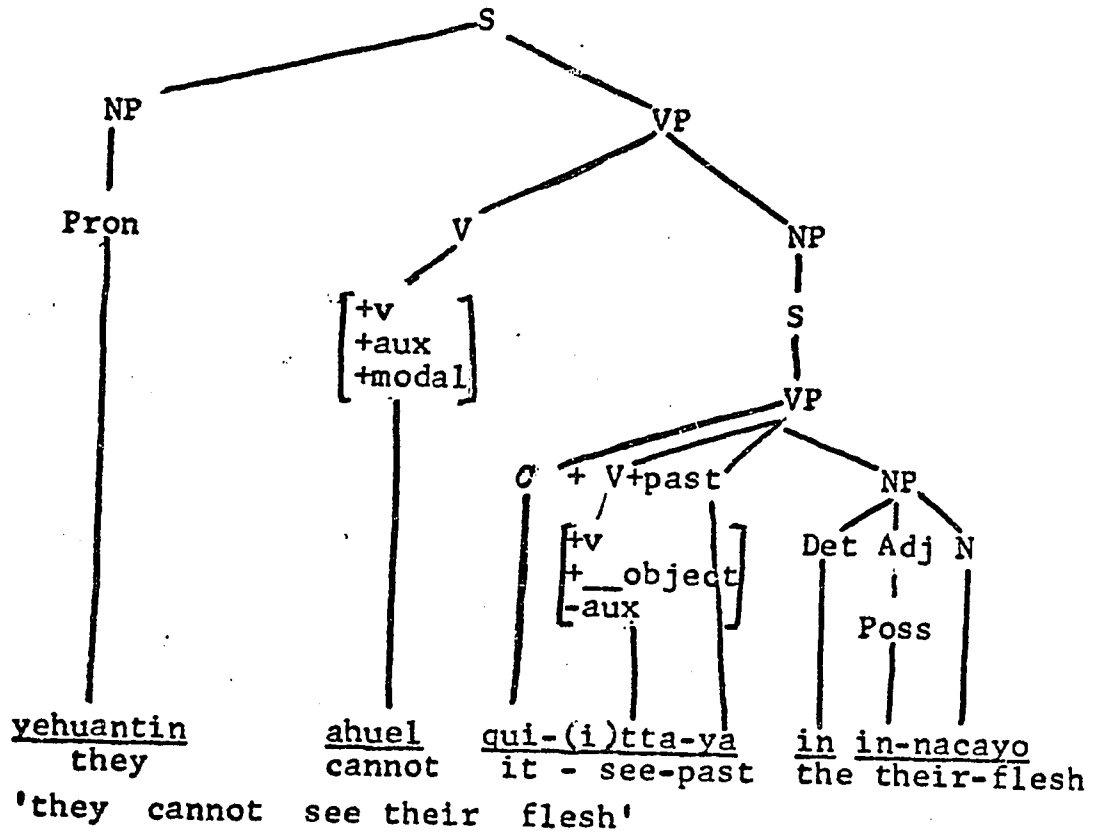 S
NP VP
Pron V NP
[+v
+aux
+modal]
S
VP
C + V+past NP
[+v
+__object
-aux]
Det Adj N
Poss
yehuantin ahuel qui-(i)tta-ya in in-nacayo
they cannot it - see-past the their-flesh
'they cannot see their flesh'